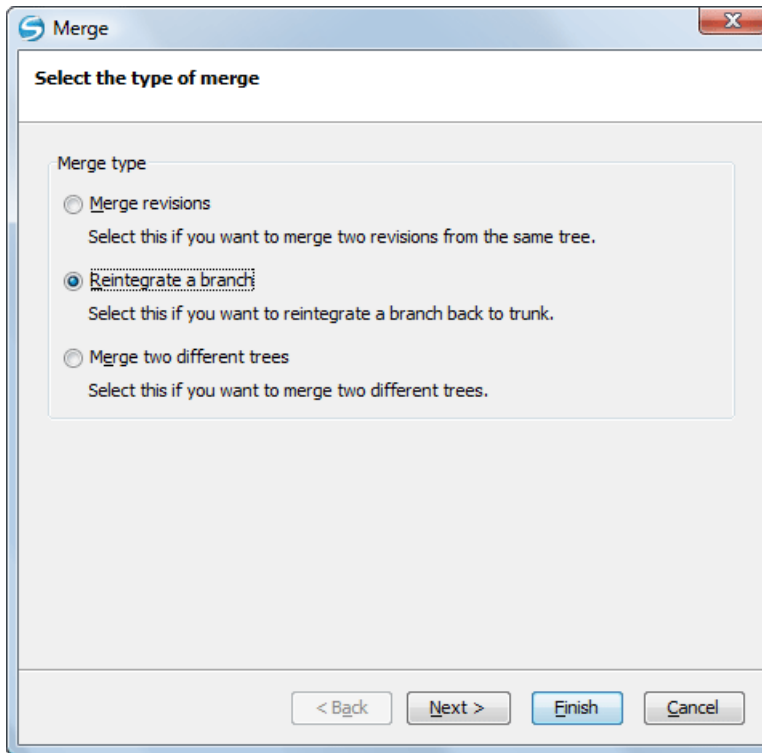 Merge
Select the type of merge
Merge type
Merge revisions
Select this if you want to merge two revisions from the same tree.
Reintegrate a branch
Select this if you want to reintegrate a branch back to trunk.
Merge two different trees
Select this if you want to merge two different trees.
< Back Next > Finish Cancel